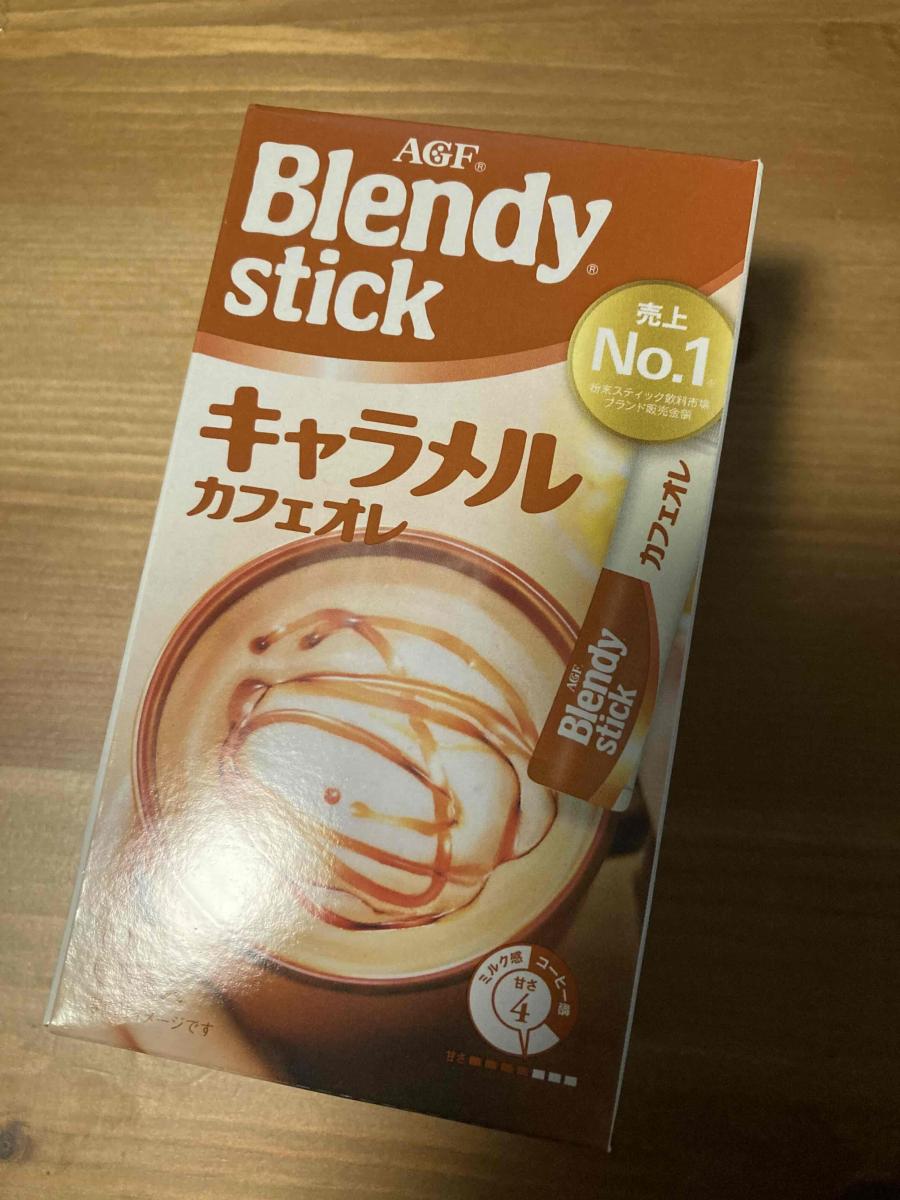 AGF®
Blendy®
stick
売上
No.1
粉末スティック飲料市場
ブランド販売金額
キャラメル
カフェオレ
カフェオレ
AGF
Blendy
stick
ミルク感
コーヒー感
甘さ
4
甘さ
イメージです